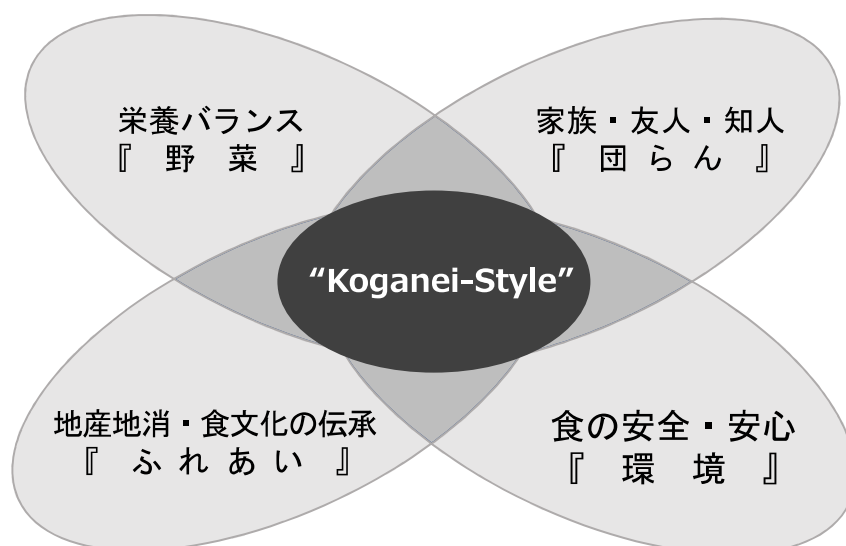 栄養バランス
『　野　菜　』
家族・友人・知人
『　団 ら ん　』
“Koganei-Style”
地産地消・食文化の伝承
『　ふ れ あ い　』
食の安全・安心
『　環　境　』